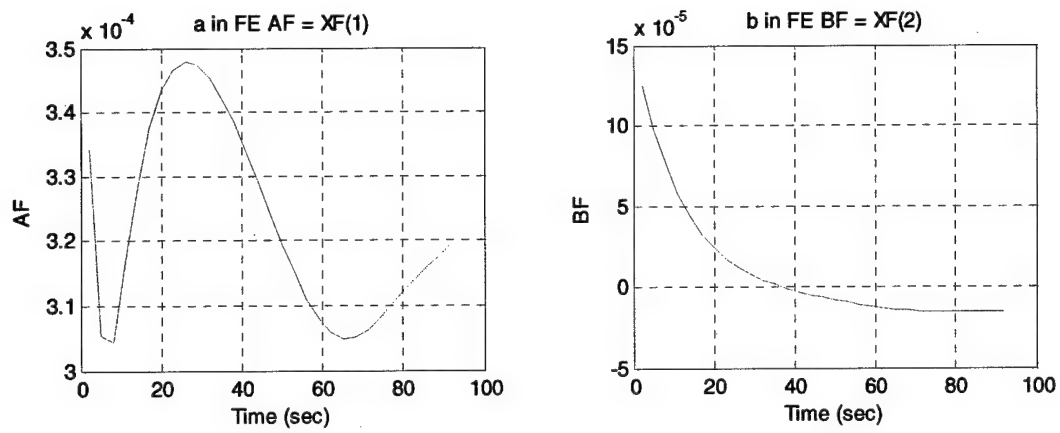 x 10⁻⁴
a in FE AF = XF(1)
3.5
3.4
3.3
3.2
3.1
3
AF
0 20 40 60 80 100
Time (sec)
x 10⁻⁵
b in FE BF = XF(2)
15
10
5
0
-5
BF
0 20 40 60 80 100
Time (sec)